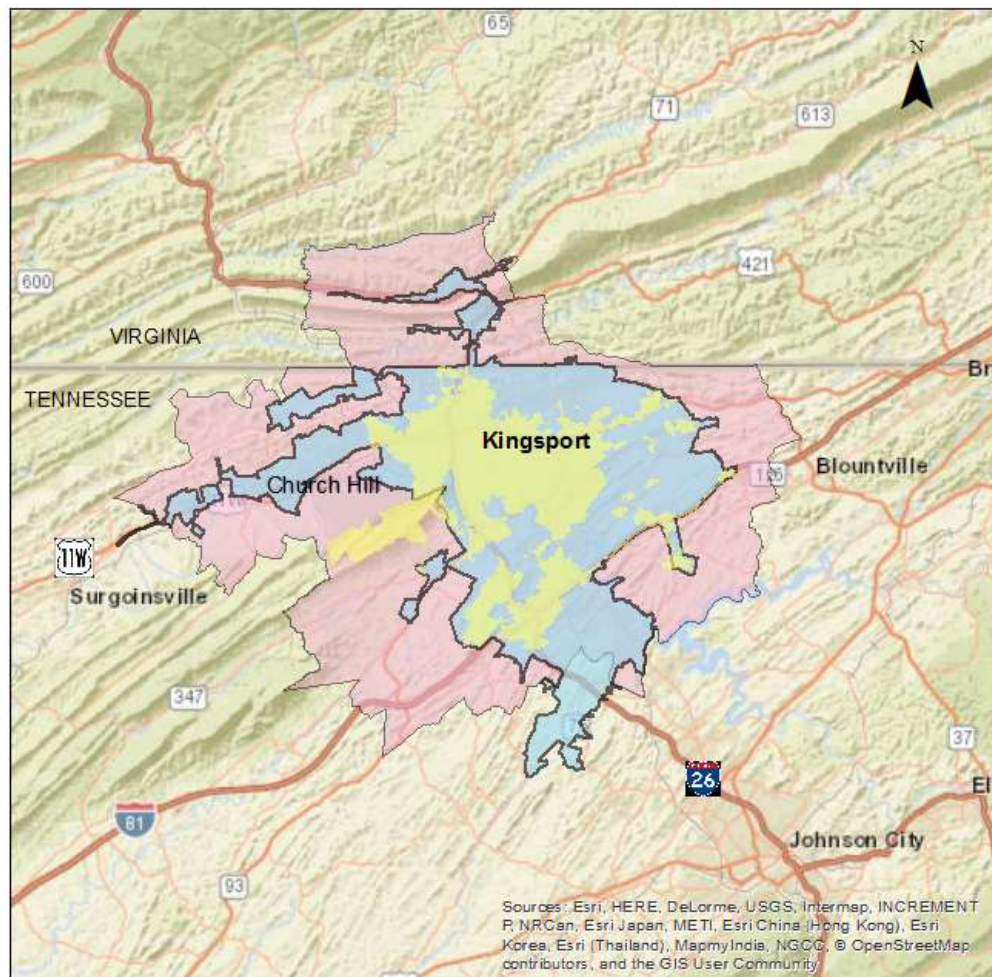 65
N
71
613
421
600
VIRGINIA
TENNESSEE
Br
Kingsport
126
Blountville
Church Hill
11W
Surgoinsville
347
37
26
El
81
Johnson City
93
Sources: Esri, HERE, DeLorme, USGS, Intermap, INCREMENT
P, NRCan, Esri Japan, METI, Esri China (Hong Kong), Esri
Korea, Esri (Thailand), MapmyIndia, NGCC, © OpenStreetMap
contributors, and the GIS User Community